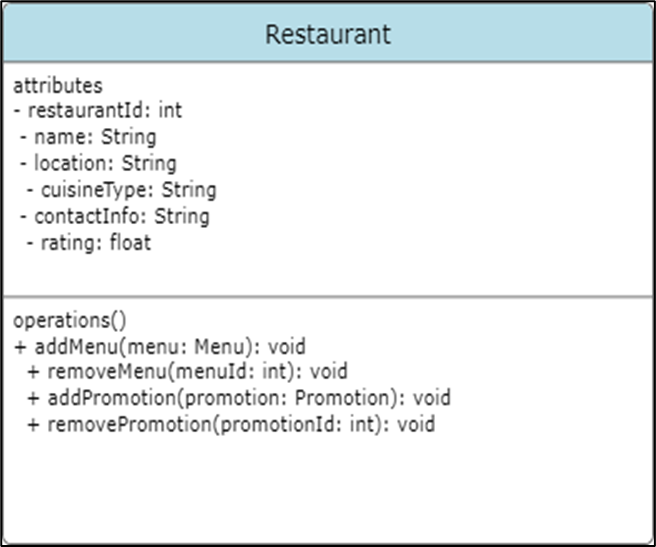 Restaurant
attributes
- restaurantId: int
- name: String
- location: String
- cuisineType: String
- contactInfo: String
- rating: float
operations()
+ addMenu(menu: Menu): void
+ removeMenu(menuId: int): void
+ addPromotion(promotion: Promotion): void
+ removePromotion(promotionId: int): void